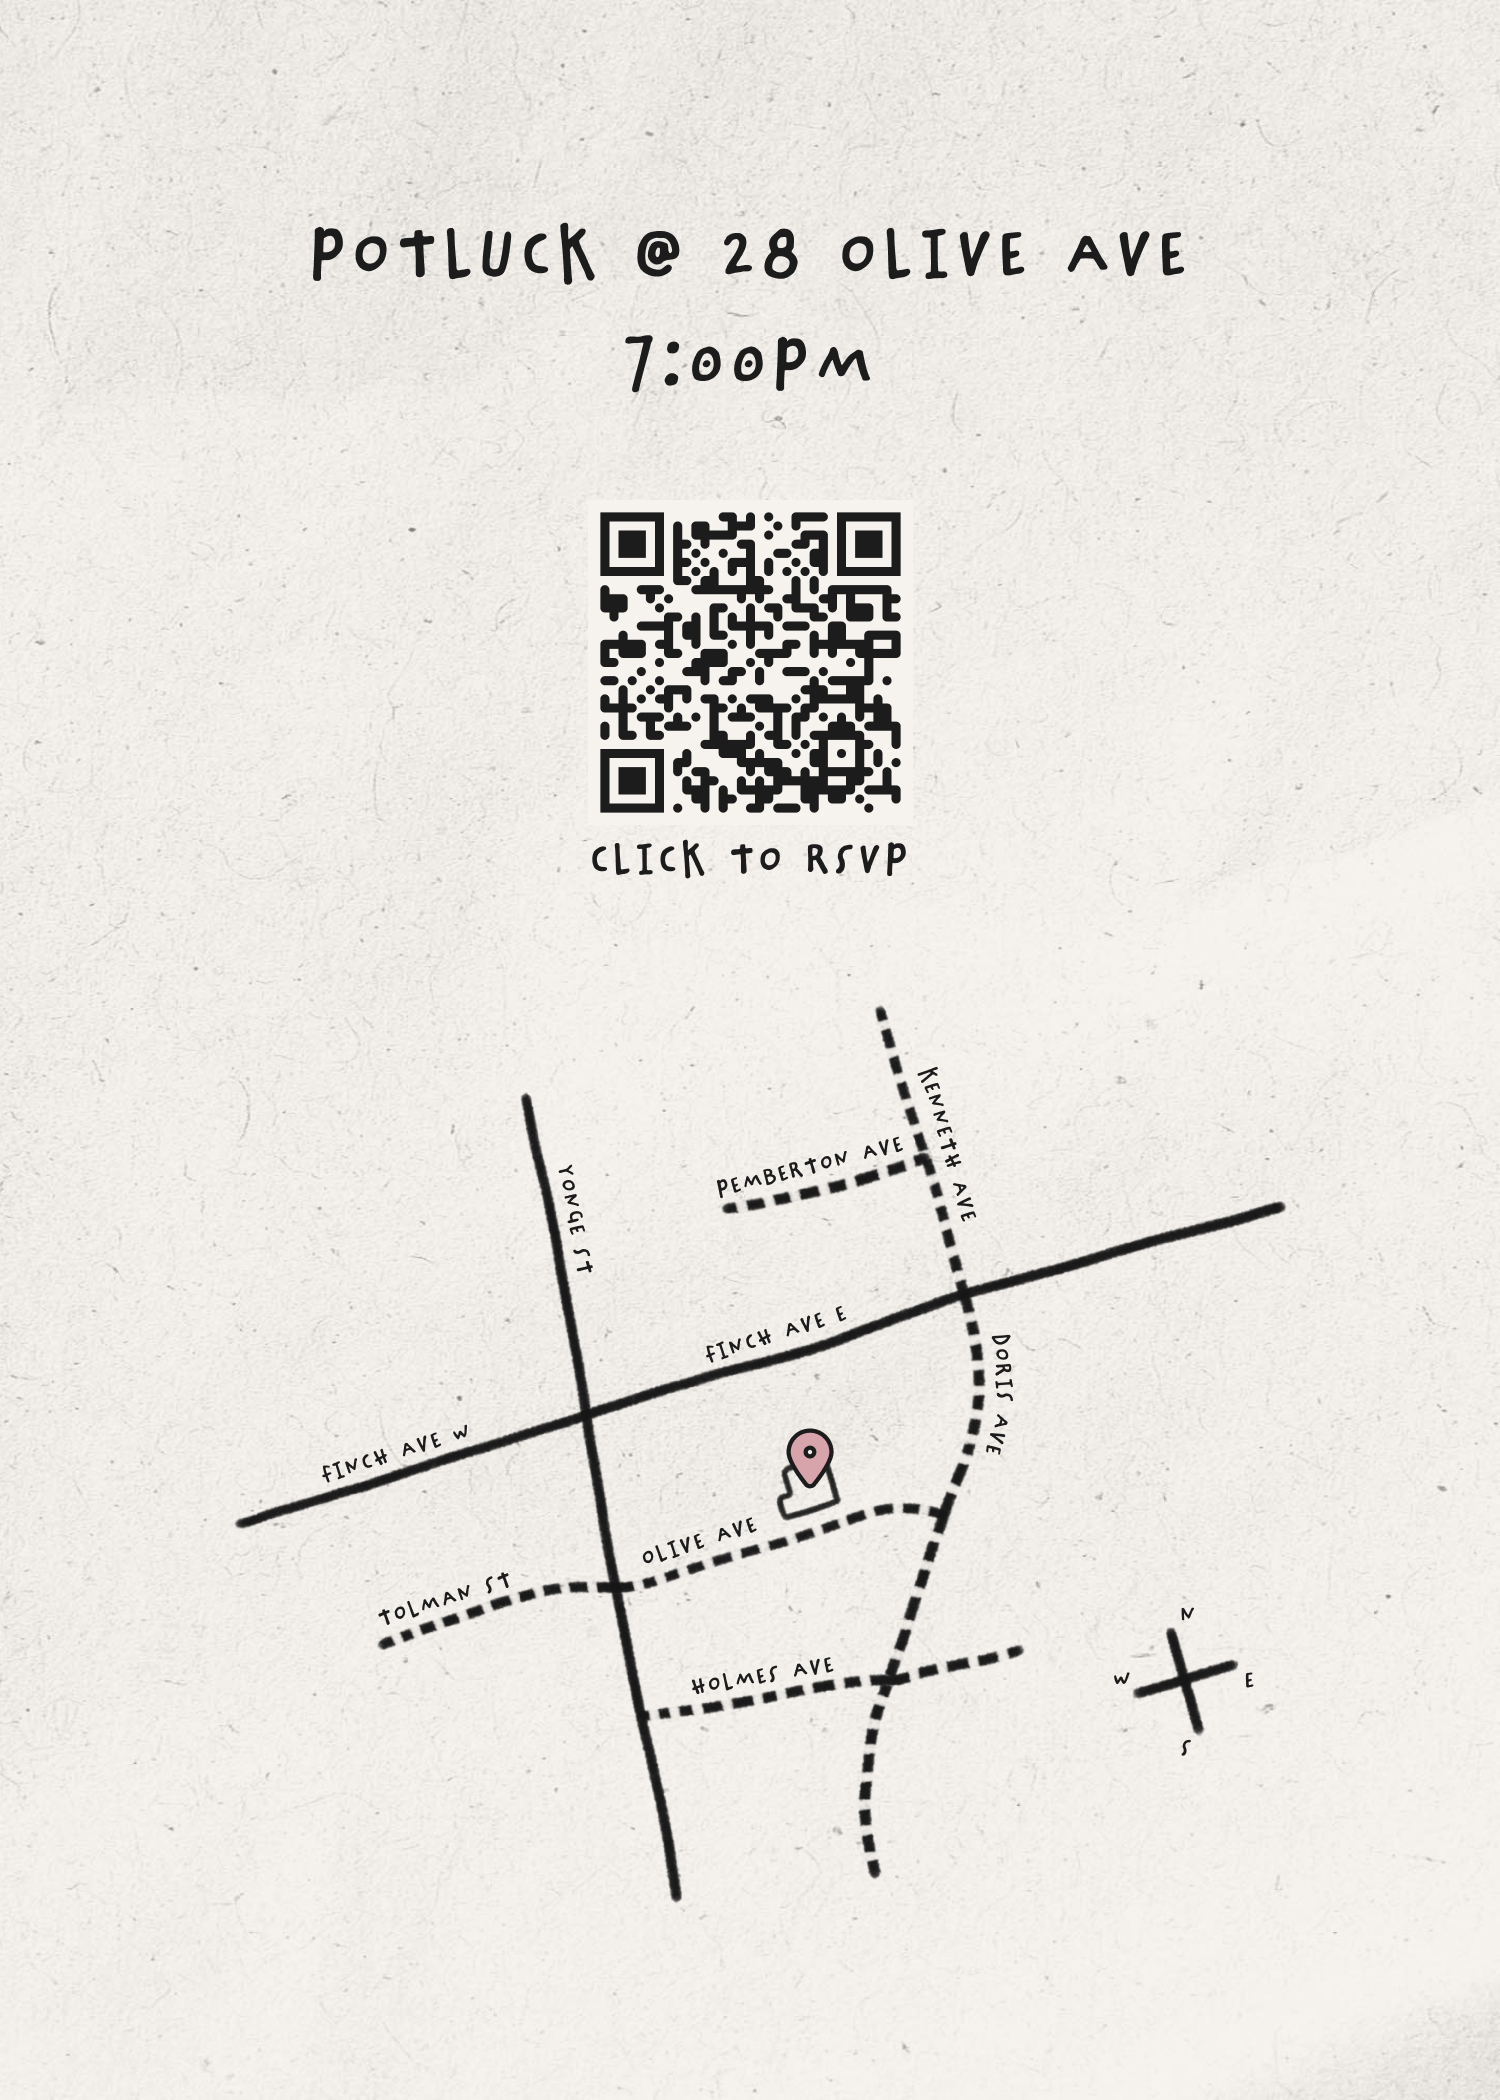 POTLUCK @ 28 OLIVE AVE
7:00PM
CLICK TO RSVP
KENNETH AVE
PEMBERTON AVE
YONGE ST
FINCH AVE E
DORIS AVE
FINCH AVE W
OLIVE AVE
TOLMAN ST
HOLMES AVE
N
W
E
S